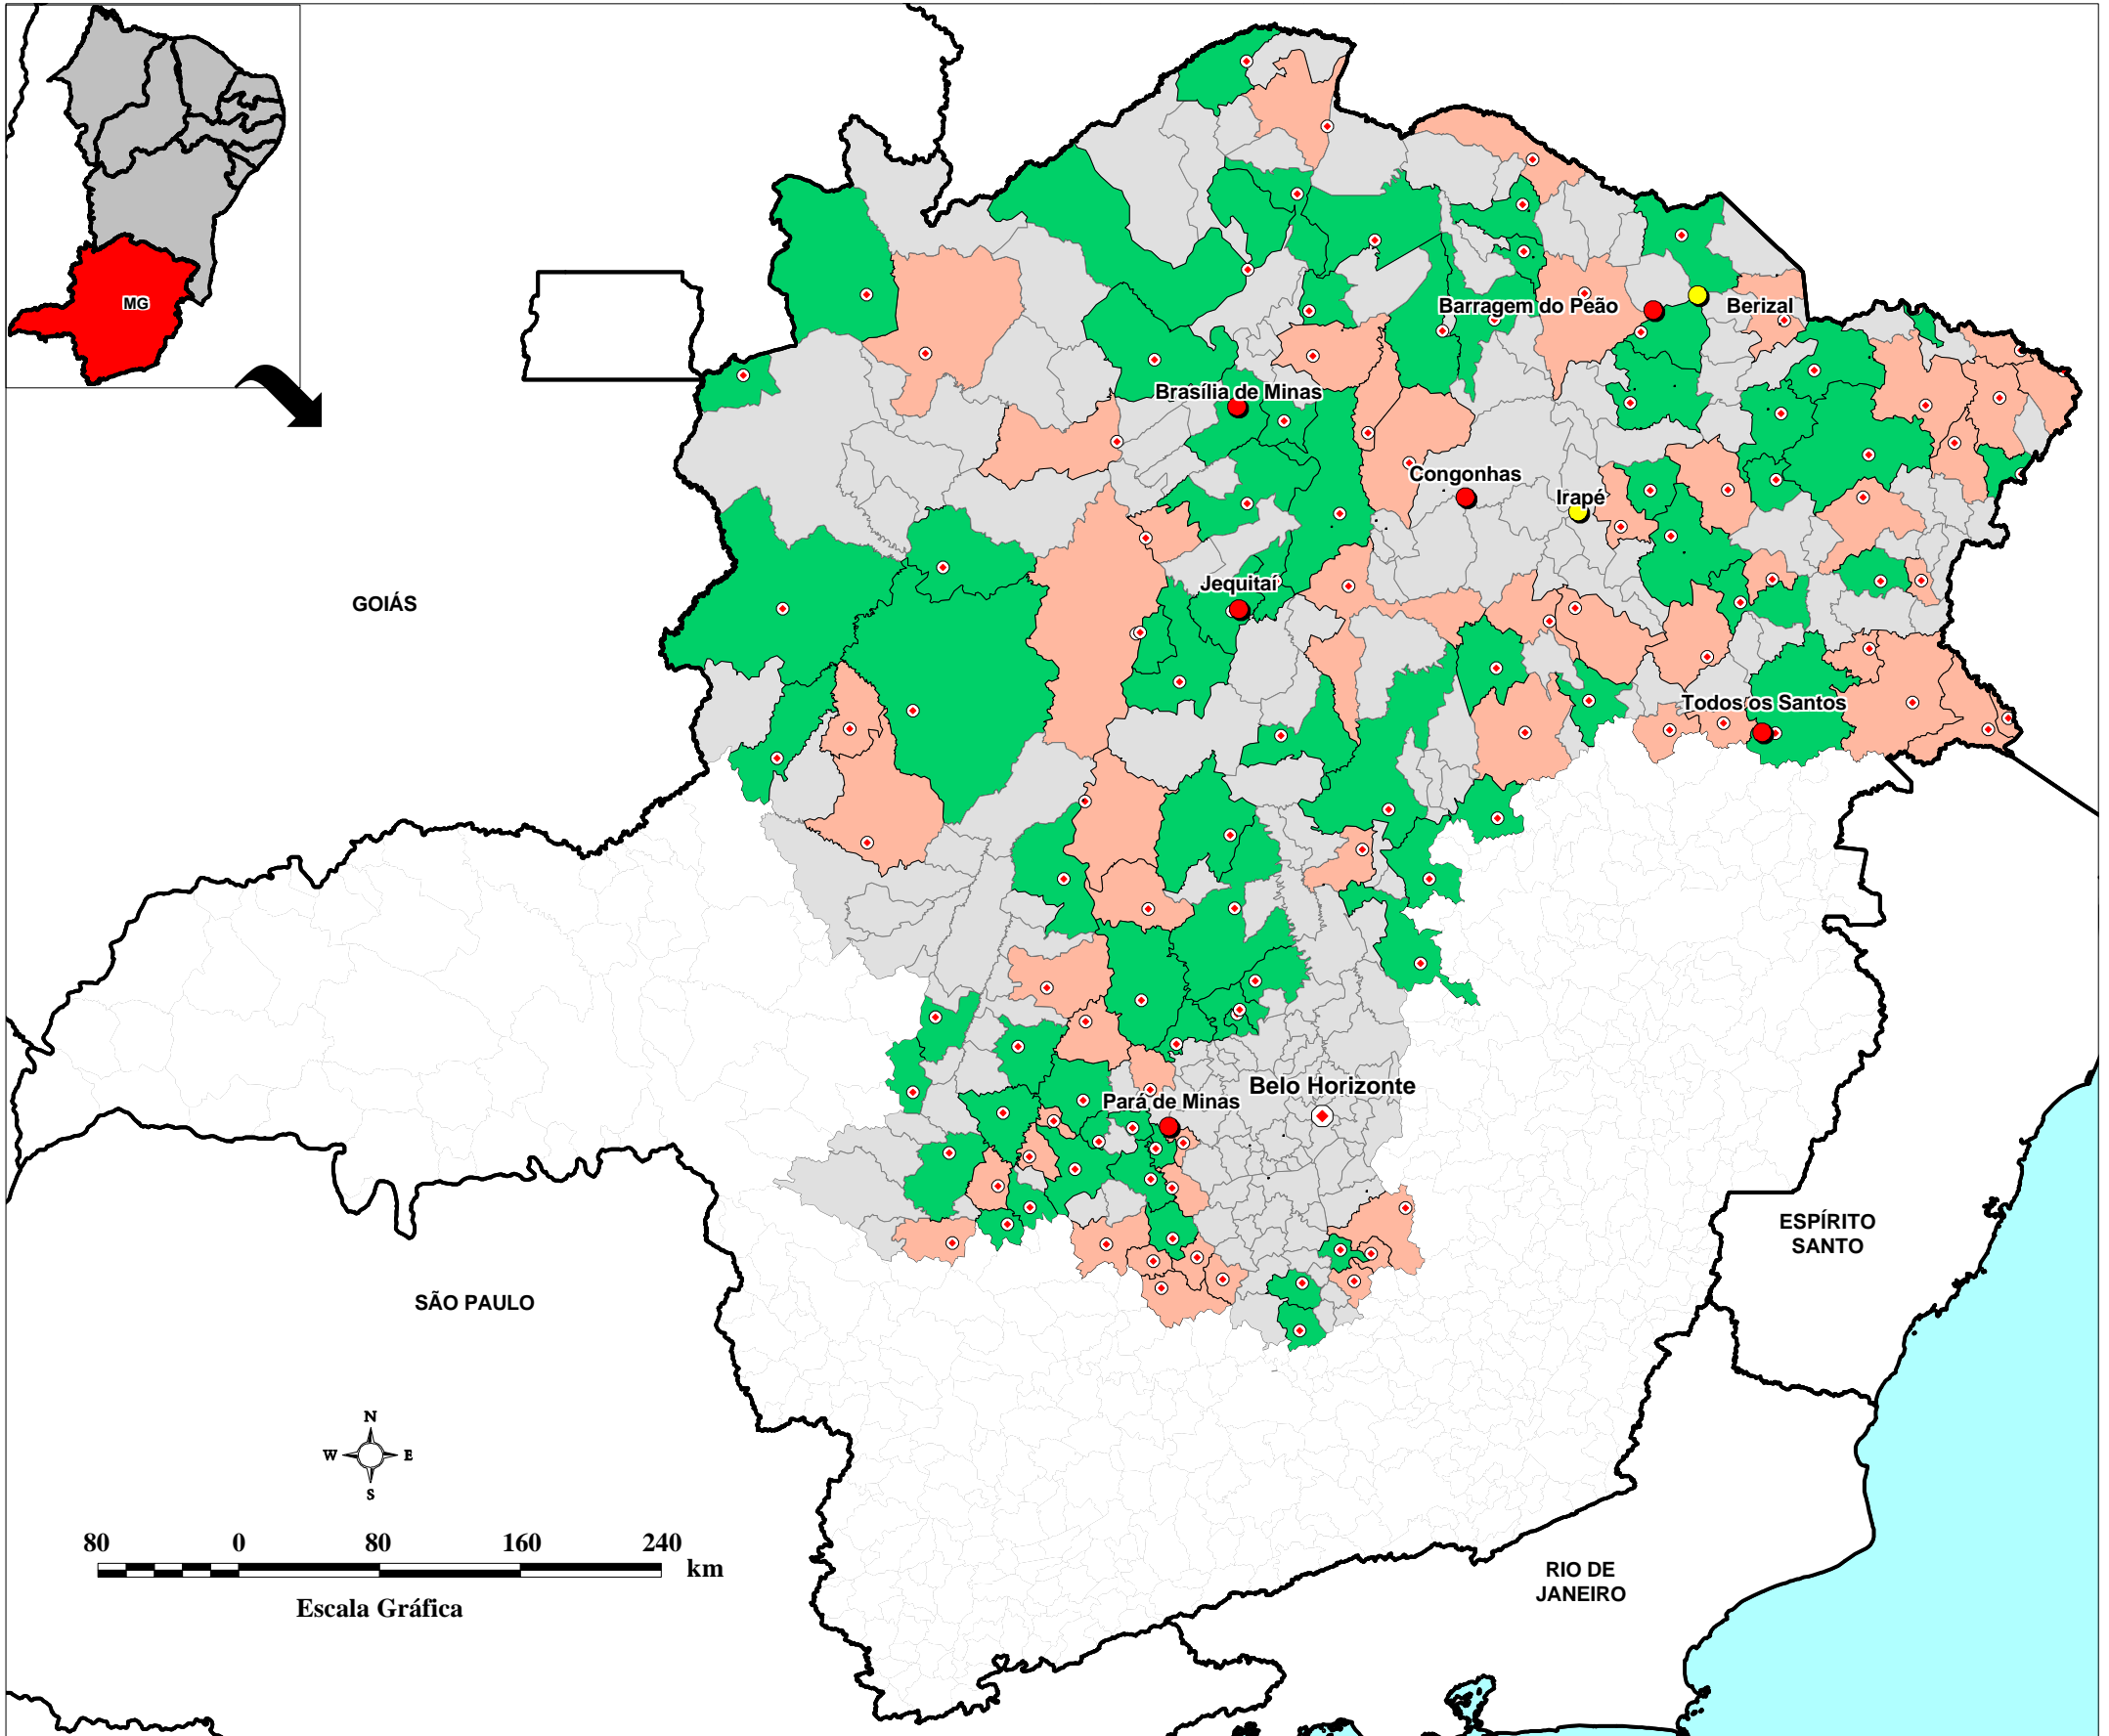 MG
Barragem do Peão
Berizal
Brasília de Minas
Congonhas
Irapé
Jequitaí
GOIÁS
Todos os Santos
Belo Horizonte
Pará de Minas
ESPÍRITO
SANTO
SÃO PAULO
N
W E
S
80 0 80 160 240
km
Escala Gráfica
RIO DE
JANEIRO